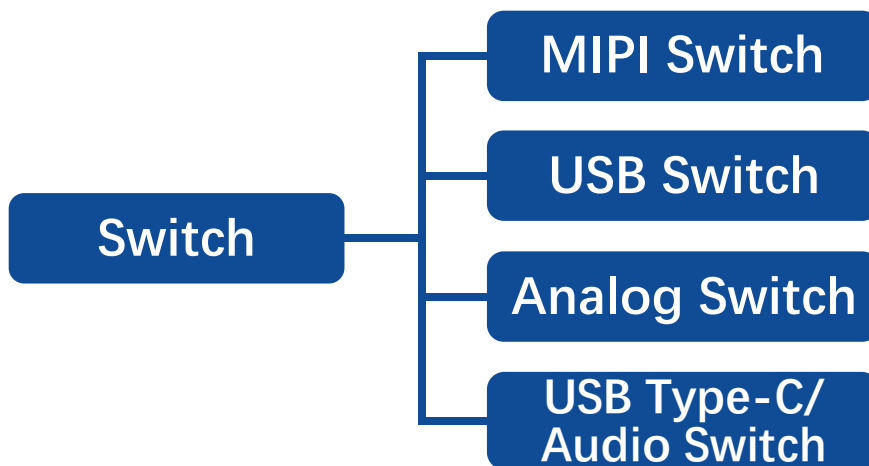 MIPI Switch
USB Switch
Switch
Analog Switch
USB Type-C/
Audio Switch